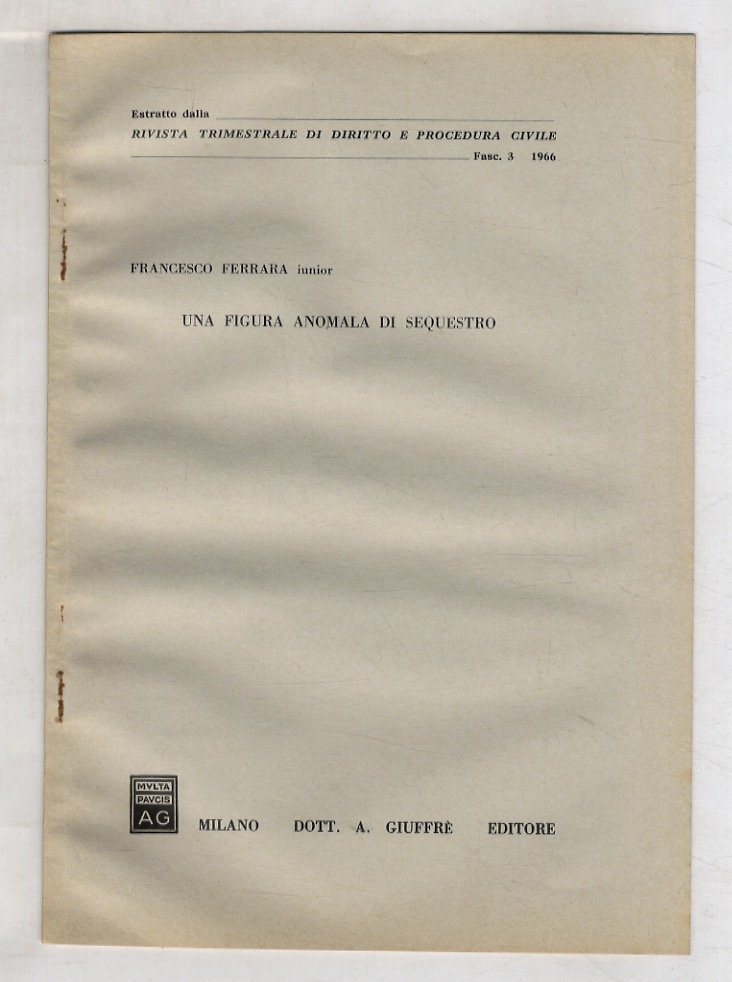 Estratto dalla
RIVISTA TRIMESTRALE DI DIRITTO E PROCEDURA CIVILE
Fasc. 3 1966
FRANCESCO FERRARA iunior
UNA FIGURA ANOMALA DI SEQUESTRO
MVLTA
PAVCIS
AG
MILANO DOTT. A. GIUFFRÈ EDITORE